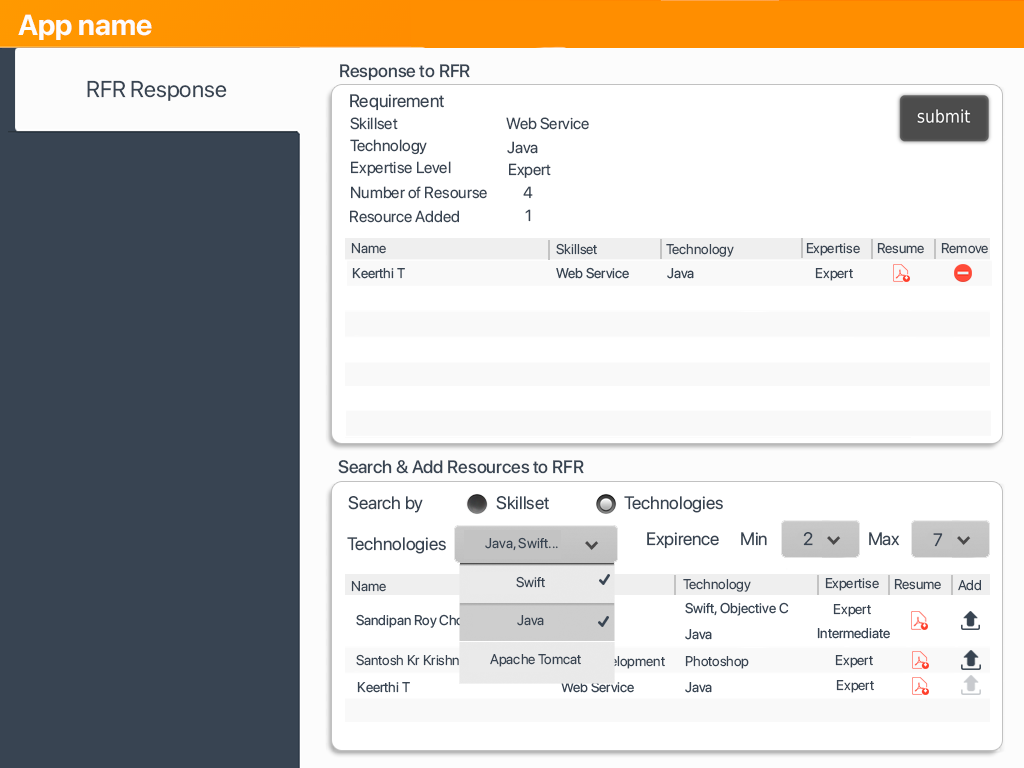 App name
RFR Response
Response to RFR
Requirement
submit
Skillset Web Service
Technology Java
Expertise Level Expert
Number of Resourse 4
Resource Added 1
Name Skillset Technology Expertise Resume Remove
Keerthi T Web Service Java Expert
Search & Add Resources to RFR
Search by Skillset Technologies
Technologies Java, Swift... Expirence Min 2 Max 7
Swift
Java
Apache Tomcat
Name Technology Expertise Resume Add
Sandipan Roy Swift, Objective C Expert
Java Intermediate
Santosh Kr Photoshop Expert
Keerthi T Web Service Java Expert